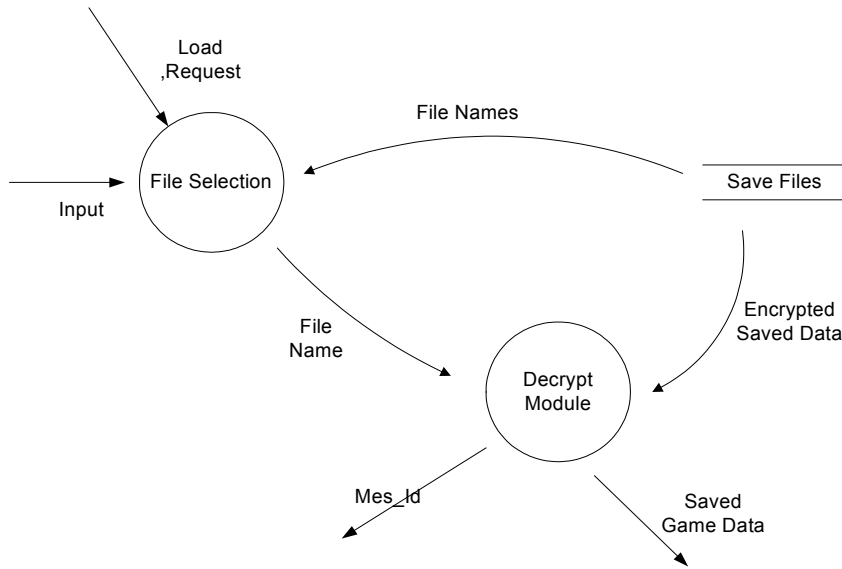 Load
,Request
File Names
File Selection
Save Files
Input
File
Name
Encrypted
Saved Data
Decrypt
Module
Mes_Id
Saved
Game Data